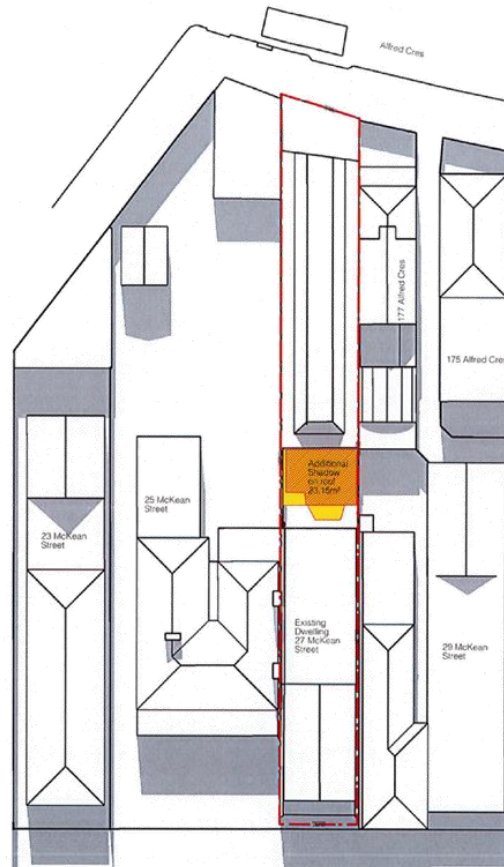 Alfred Cres
177 Alfred Cres
175 Alfred Cres
Additional
Shadow
on roof
23.15m²
25 McKean
Street
23 McKean
Street
Existing
Dwelling
27 McKean
Street
29 McKean
Street